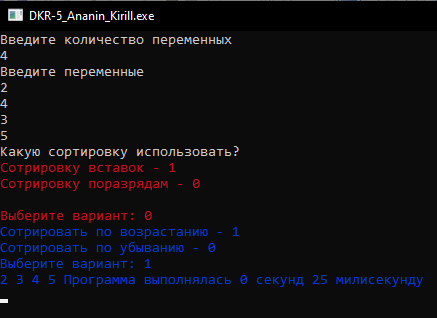 DKR-5_Ananin_Kirill.exe
Введите количество переменных
4
Введите переменные
2
4
3
5
Какую сортировку использовать?
Сотрировку вставок - 1
Сотрировку поразрядам - 0
Выберите вариант: 0
Сотрировать по возрастанию - 1
Сотрировать по убыванию - 0
Выберите вариант: 1
2 3 4 5 Программа выполнялась 0 секунд 25 милисекунду